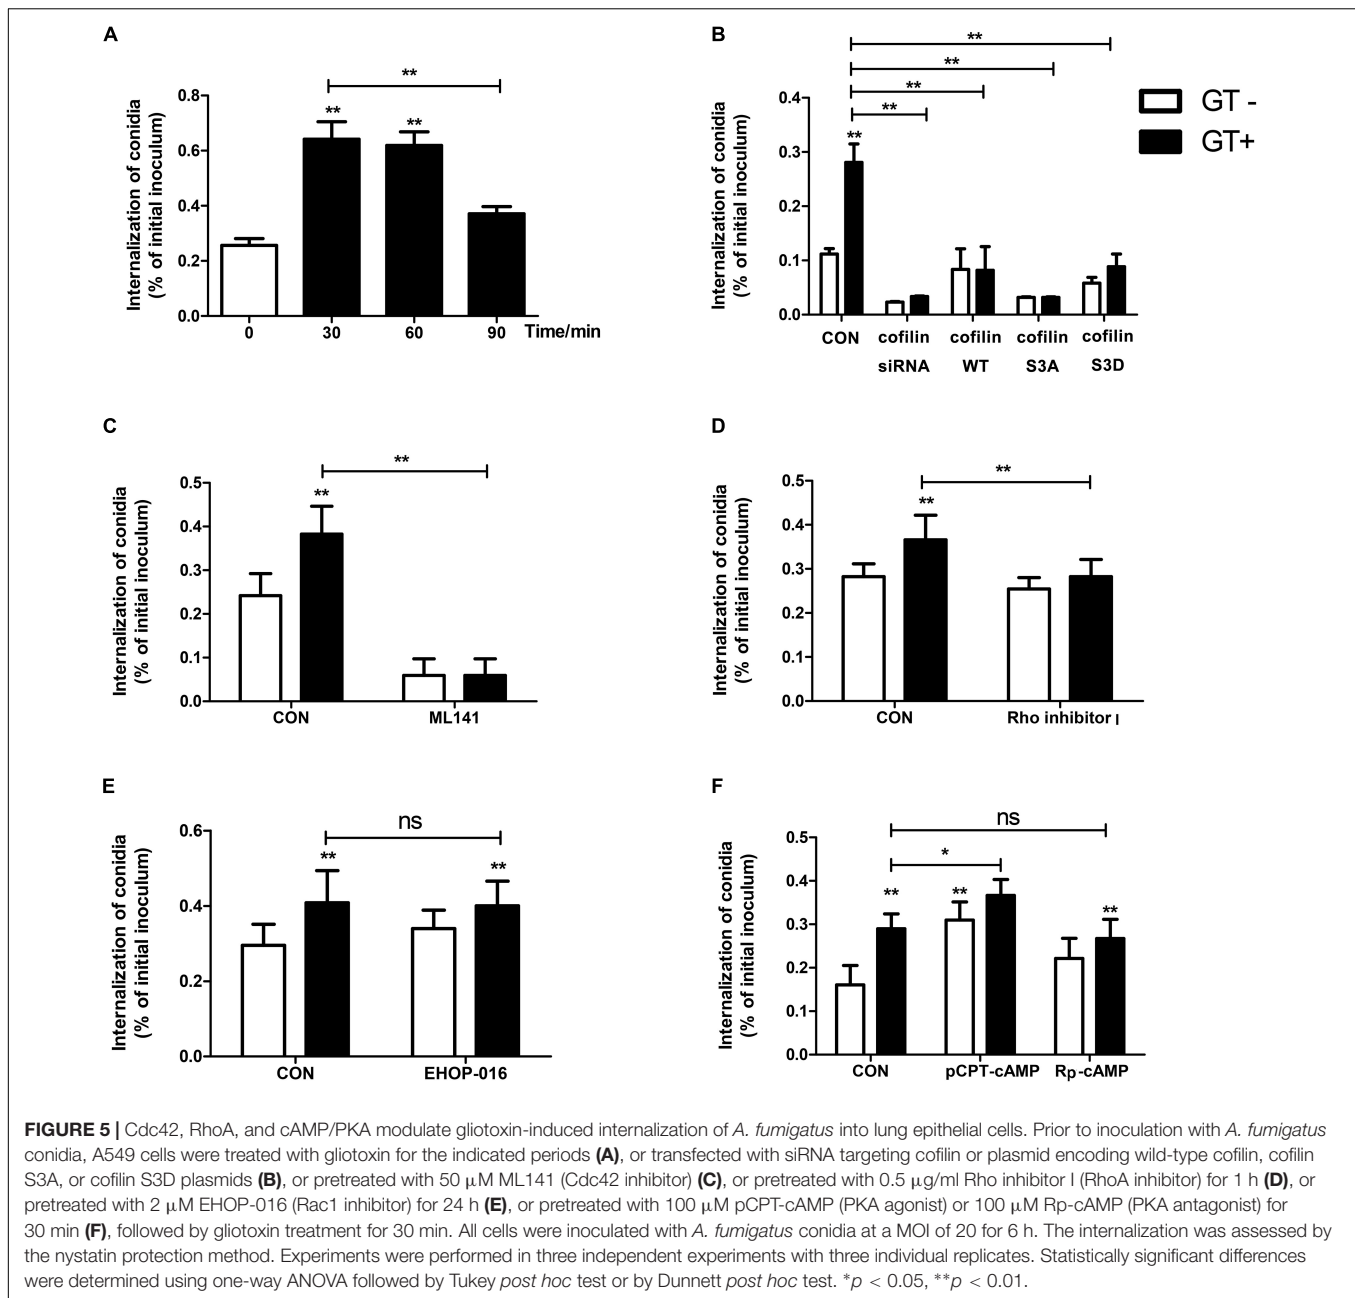 A
Internalization of conidia
(% of initial inoculum)
0.8
0.6
0.4
0.2
0.0
**
**
**
0 30 60 90 Time/min
B
Internalization of conidia
(% of initial inoculum)
0.4
0.3
0.2
0.1
0.0
**
**
**
**
**
CON cofilin cofilin cofilin cofilin
siRNA WT S3A S3D
GT -
GT+
C
Internalization of conidia
(% of initial inoculum)
0.5
0.4
0.3
0.2
0.1
0.0
**
**
CON ML141
D
Internalization of conidia
(% of initial inoculum)
0.5
0.4
0.3
0.2
0.1
0.0
**
**
CON Rho inhibitor I
E
Internalization of conidia
(% of initial inoculum)
0.6
0.4
0.2
0.0
ns
**
**
CON EHOP-016
F
Internalization of conidia
(% of initial inoculum)
0.5
0.4
0.3
0.2
0.1
0.0
ns
*
**
**
**
CON pCPT-cAMP Rp-cAMP
FIGURE 5 | Cdc42, RhoA, and cAMP/PKA modulate gliotoxin-induced internalization of A. fumigatus into lung epithelial cells. Prior to inoculation with A. fumigatus
conidia, A549 cells were treated with gliotoxin for the indicated periods (A), or transfected with siRNA targeting cofilin or plasmid encoding wild-type cofilin, cofilin
S3A, or cofilin S3D plasmids (B), or pretreated with 50 μM ML141 (Cdc42 inhibitor) (C), or pretreated with 0.5 μg/ml Rho inhibitor I (RhoA inhibitor) for 1 h (D), or
pretreated with 2 μM EHOP-016 (Rac1 inhibitor) for 24 h (E), or pretreated with 100 μM pCPT-cAMP (PKA agonist) or 100 μM Rp-cAMP (PKA antagonist) for
30 min (F), followed by gliotoxin treatment for 30 min. All cells were inoculated with A. fumigatus conidia at a MOI of 20 for 6 h. The internalization was assessed by
the nystatin protection method. Experiments were performed in three independent experiments with three individual replicates. Statistically significant differences
were determined using one-way ANOVA followed by Tukey post hoc test or by Dunnett post hoc test. *p < 0.05, **p < 0.01.